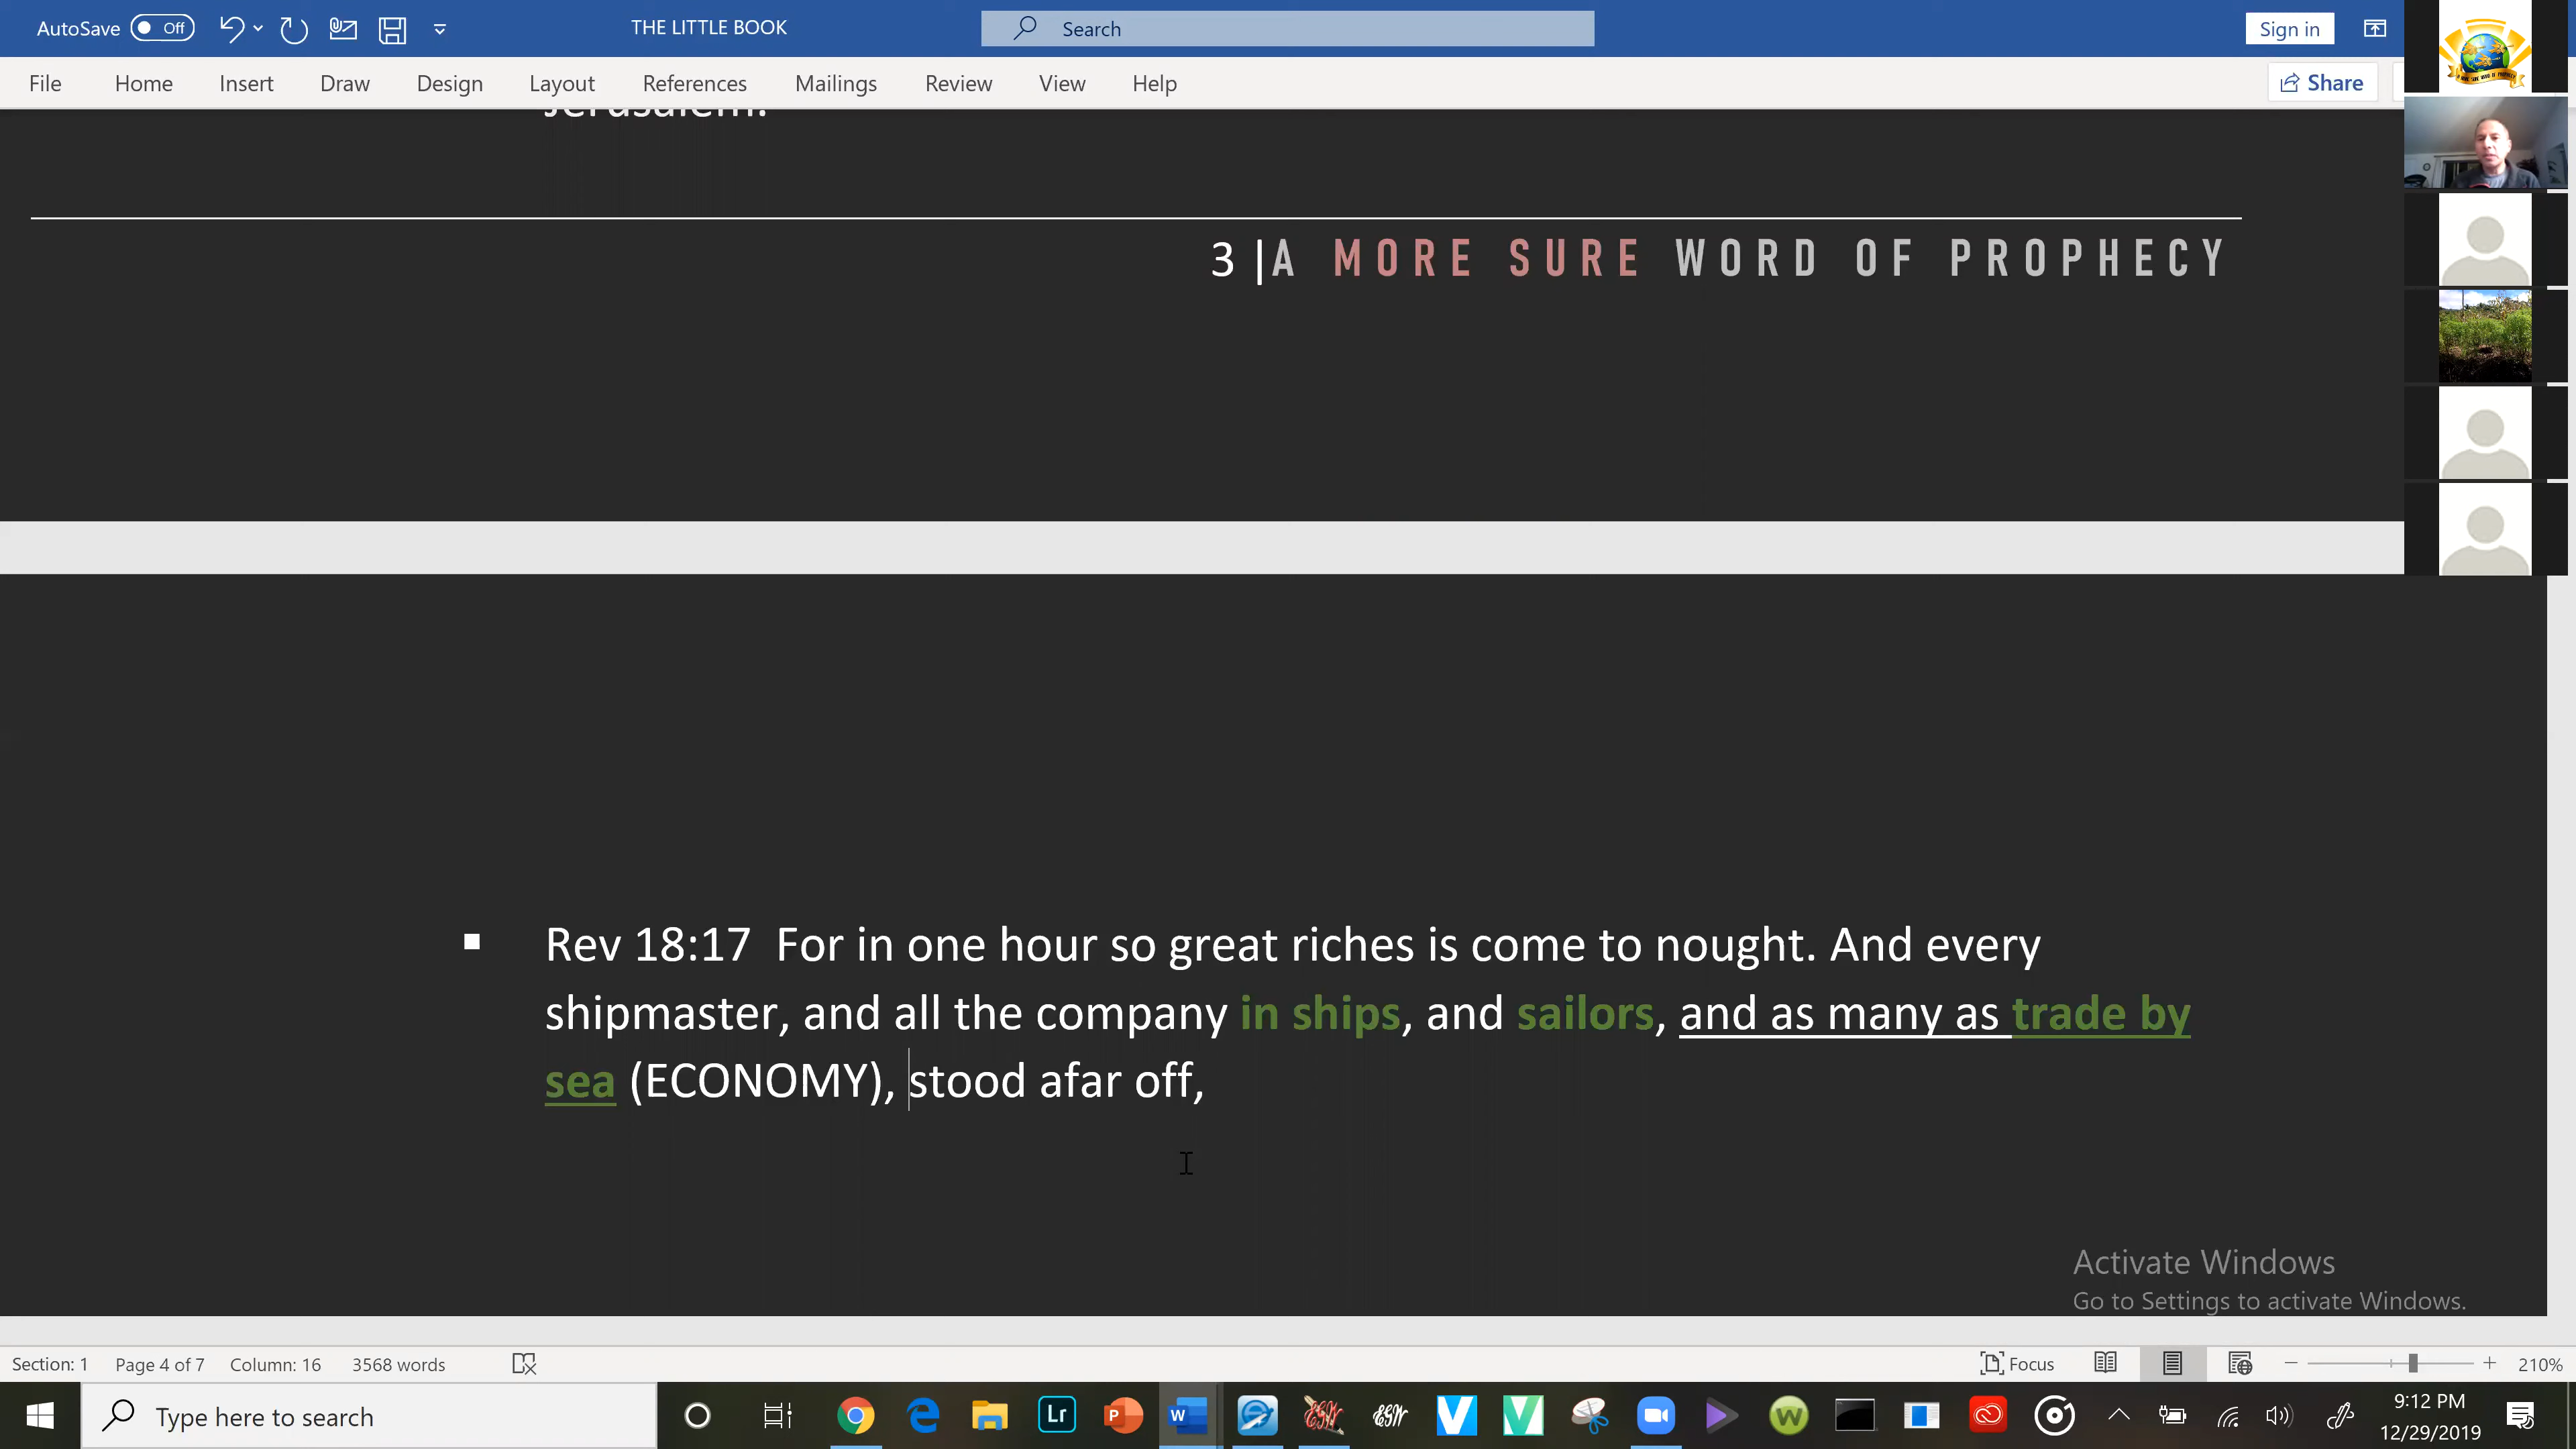 AutoSave Off THE LITTLE BOOK Search Sign in
File Home Insert Draw Design Layout References Mailings Review View Help Share
Jerusalem.
3 |A MORE SURE WORD OF PROPHECY
▪ Rev 18:17 For in one hour so great riches is come to nought. And every
shipmaster, and all the company in ships, and sailors, and as many as trade by
sea (ECONOMY), stood afar off,
Activate Windows
Go to Settings to activate Windows.
Section: 1 Page 4 of 7 Column: 16 3568 words Focus 210%
Type here to search Lr P W EGW EGW V V W 9:12 PM
12/29/2019